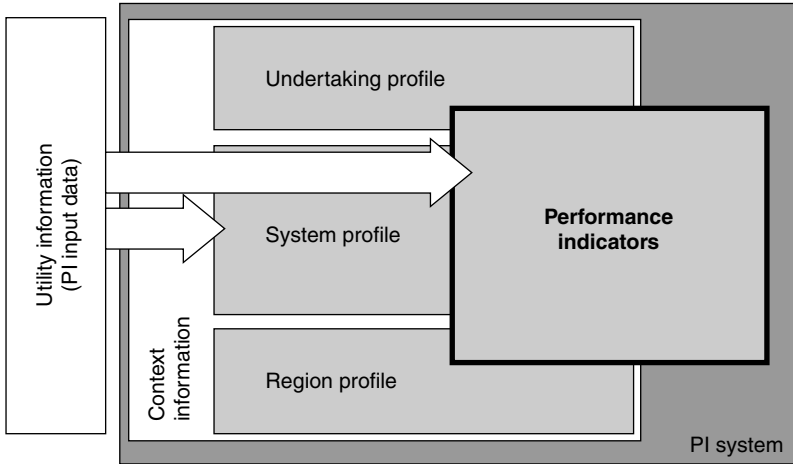 Utility information
(PI input data)
Context
information
Undertaking profile
System profile
Region profile
Performance
indicators
PI system